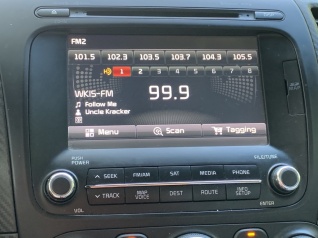 FM2
101.5 102.3 103.5 103.7 104.3 105.5
1 2 3 4 5 6 7 8
WKIS-FM
99.9
Follow Me
Uncle Kracker
Menu Scan Tagging
PUSH POWER
TUNE
SEEK FM/AM SAT MEDIA PHONE
TRACK MAP VOICE DEST ROUTE INFO SETUP
VOL ENTER